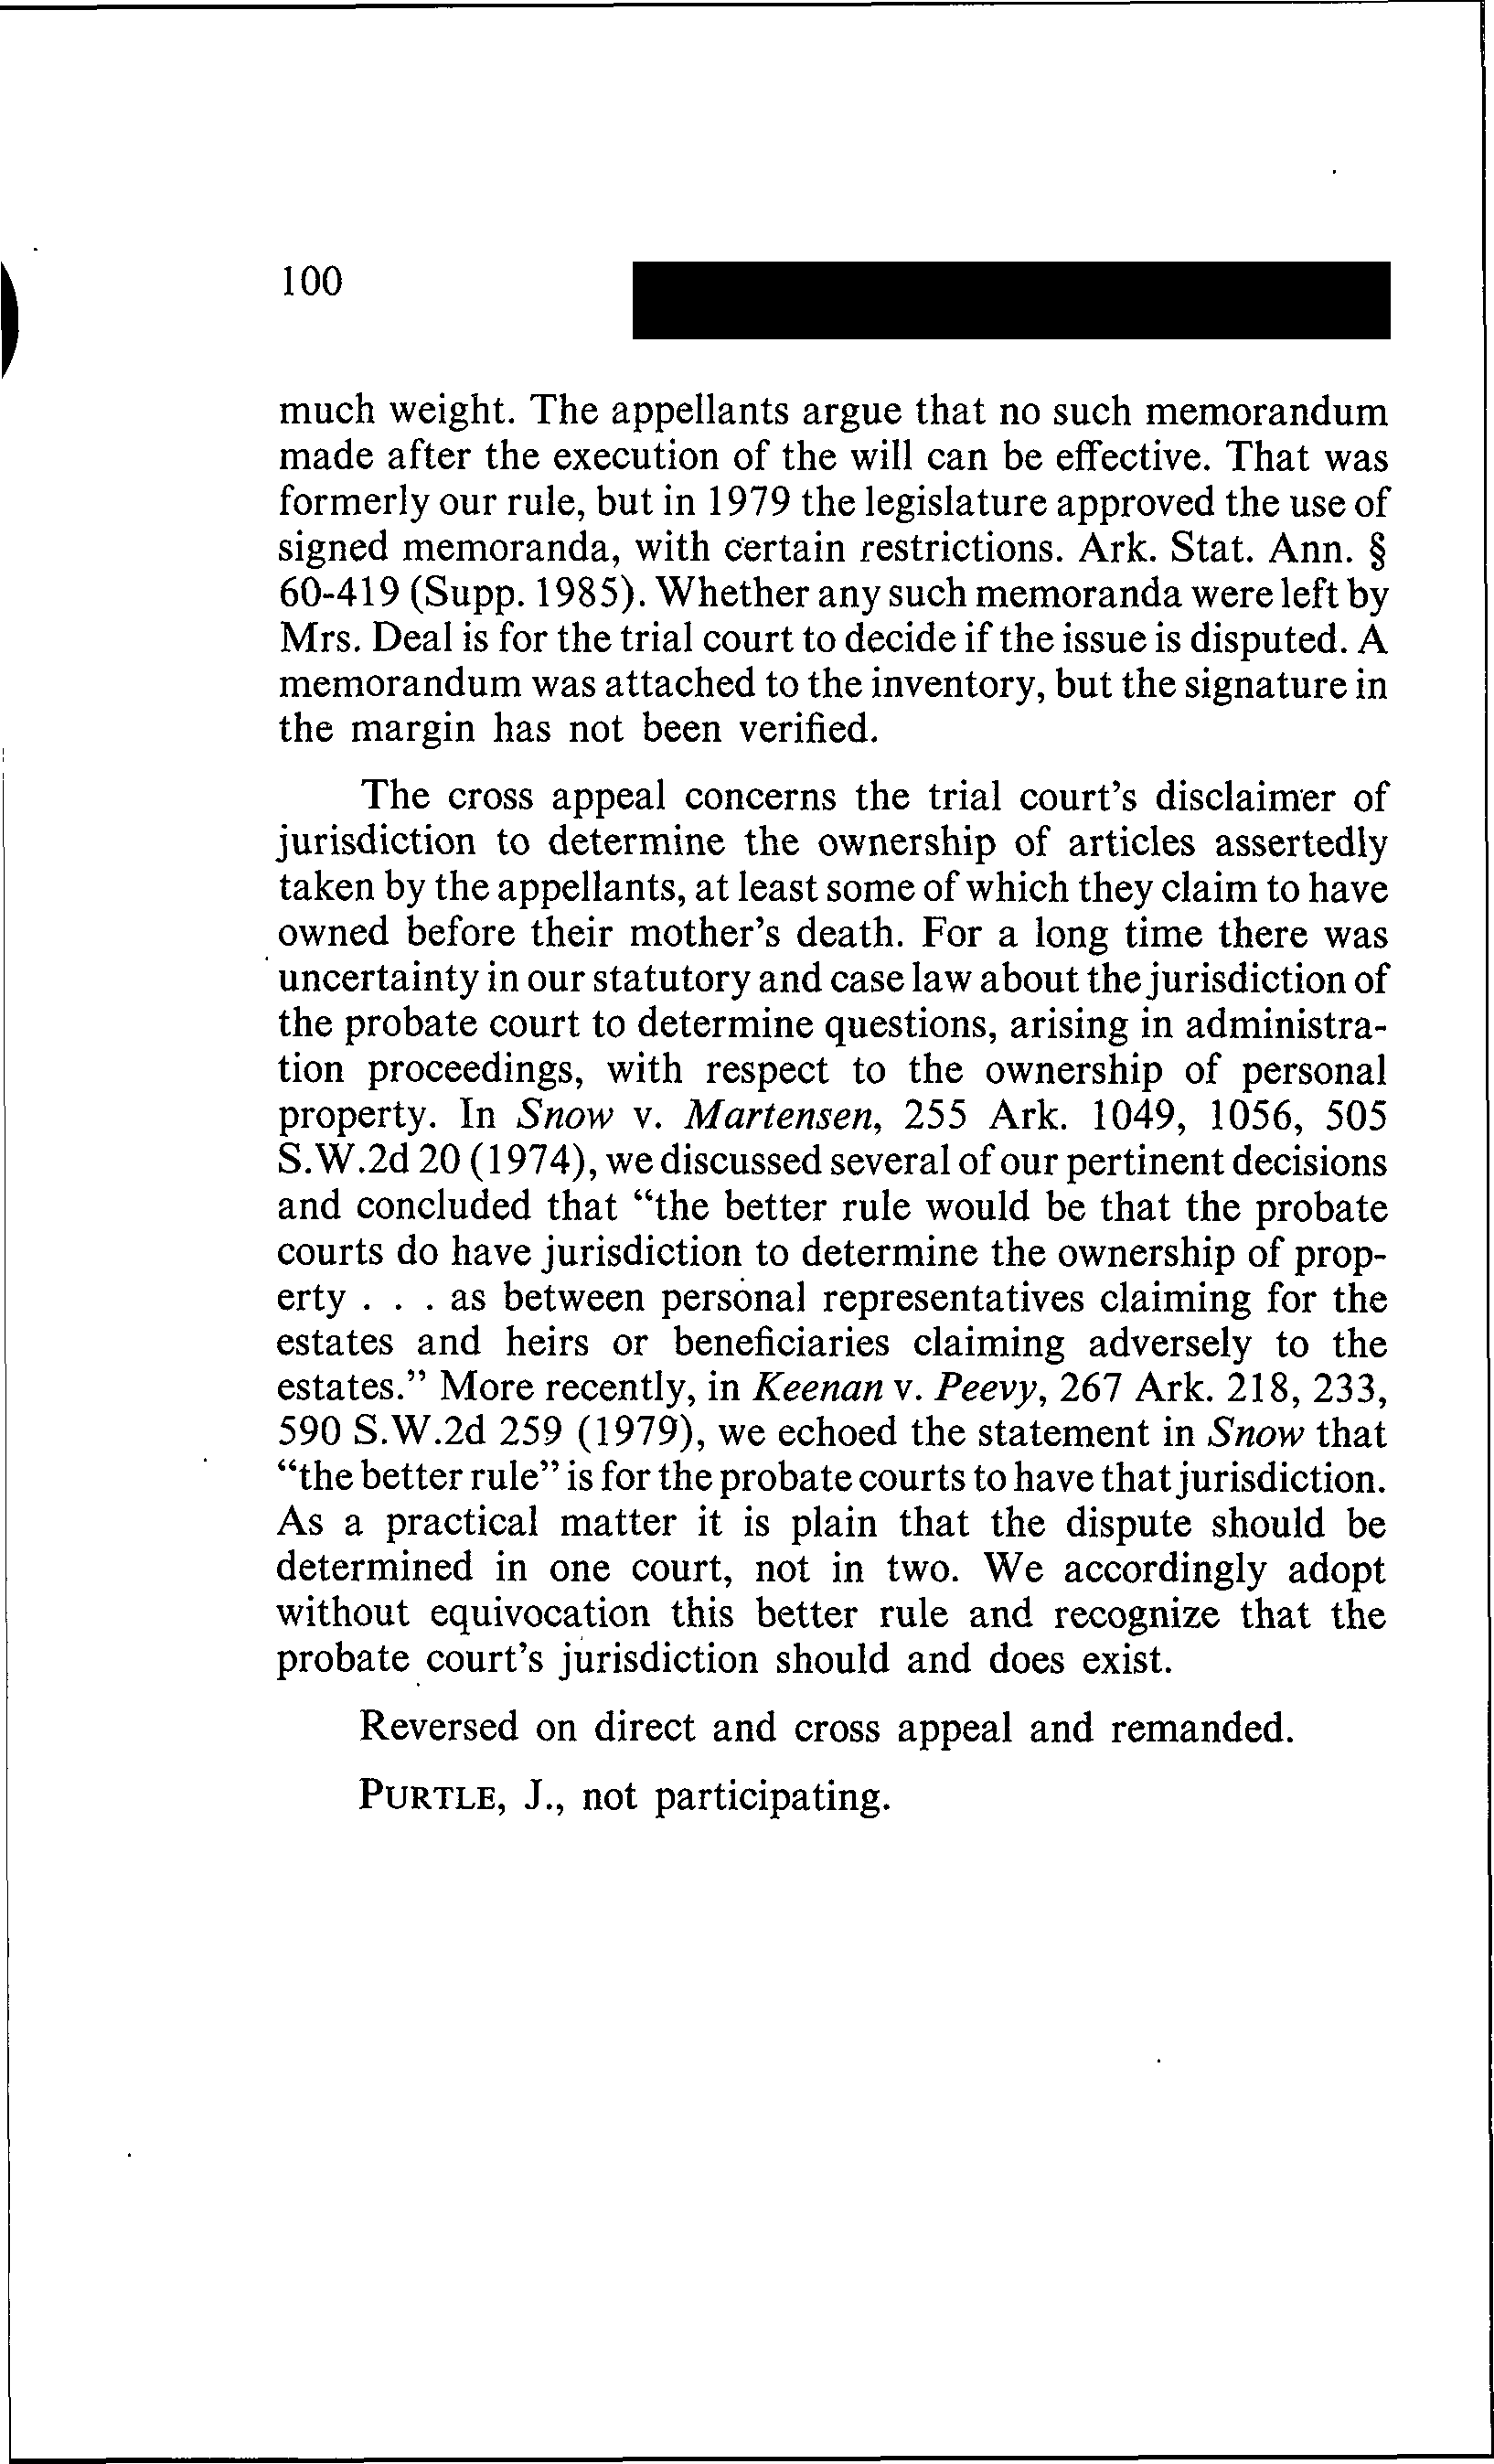 100
much weight. The appellants argue that no such memorandum
made after the execution of the will can be effective. That was
formerly our rule, but in 1979 the legislature approved the use of
signed memoranda, with certain restrictions. Ark. Stat. Ann. §
60-419 (Supp. 1985). Whether any such memoranda were left by
Mrs. Deal is for the trial court to decide if the issue is disputed. A
memorandum was attached to the inventory, but the signature in
the margin has not been verified.
The cross appeal concerns the trial court's disclaimer of
jurisdiction to determine the ownership of articles assertedly
taken by the appellants, at least some of which they claim to have
owned before their mother's death. For a long time there was
uncertainty in our statutory and case law about the jurisdiction of
the probate court to determine questions, arising in administra-
tion proceedings, with respect to the ownership of personal
property. In Snow v. Martensen, 255 Ark. 1049, 1056, 505
S.W.2d 20 (1974), we discussed several of our pertinent decisions
and concluded that “the better rule would be that the probate
courts do have jurisdiction to determine the ownership of prop-
erty . . . as between personal representatives claiming for the
estates and heirs or beneficiaries claiming adversely to the
estates.” More recently, in Keenan v. Peevy, 267 Ark. 218, 233,
590 S.W.2d 259 (1979), we echoed the statement in Snow that
“the better rule” is for the probate courts to have that jurisdiction.
As a practical matter it is plain that the dispute should be
determined in one court, not in two. We accordingly adopt
without equivocation this better rule and recognize that the
probate court's jurisdiction should and does exist.
Reversed on direct and cross appeal and remanded.
PURTLE, J., not participating.